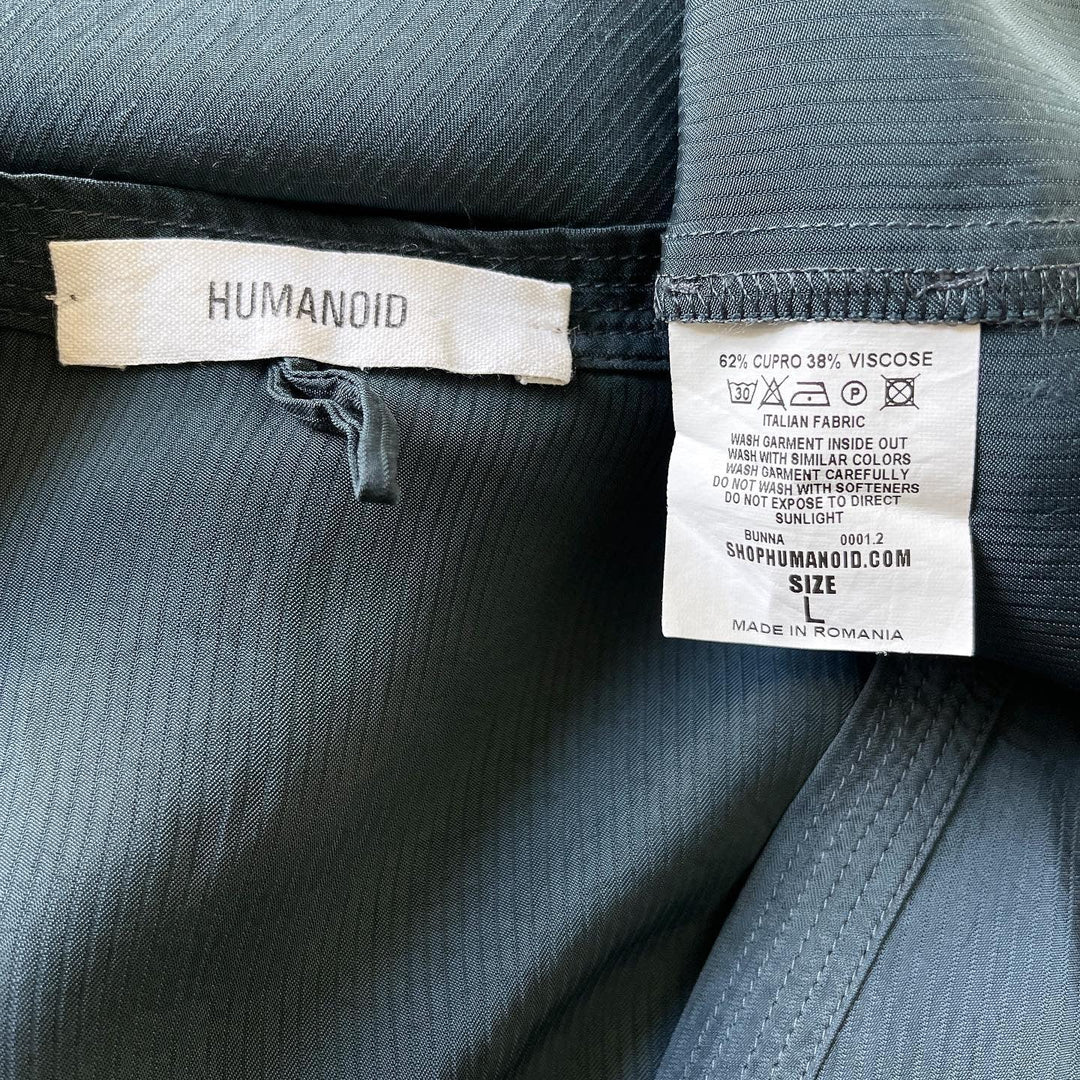 HUMANOID
62% CUPRO 38% VISCOSE
30 P
ITALIAN FABRIC
WASH GARMENT INSIDE OUT
WASH WITH SIMILAR COLORS
WASH GARMENT CAREFULLY
DO NOT WASH WITH SOFTENERS
DO NOT EXPOSE TO DIRECT
SUNLIGHT
BUNNA 0001.2
SHOPHUMANOID.COM
SIZE
L
MADE IN ROMANIA